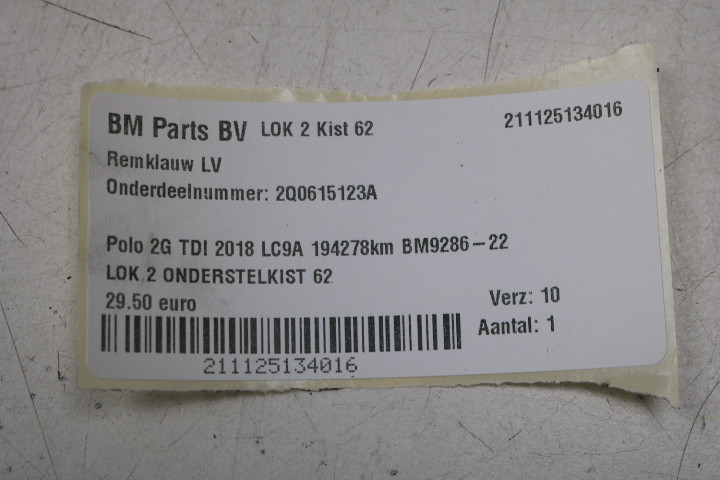 BM Parts BV LOK 2 Kist 62 211125134016
Remklauw LV
Onderdeelnummer: 2Q0615123A
Polo 2G TDI 2018 LC9A 194278km BM9286-22
LOK 2 ONDERSTELKIST 62
29.50 euro Verz: 10
Aantal: 1
211125134016